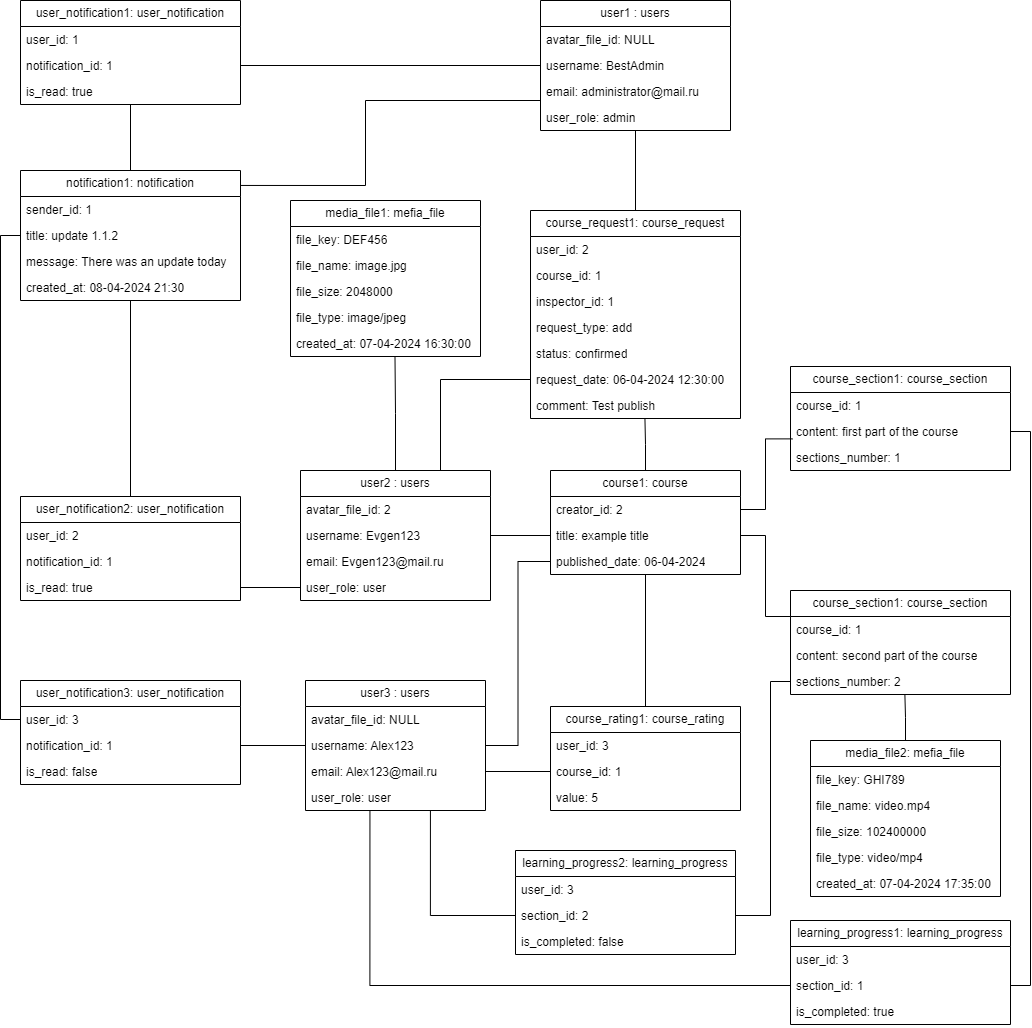 user_notification1: user_notification
user_id: 1
notification_id: 1
is_read: true
user1 : users
avatar_file_id: NULL
username: BestAdmin
email: administrator@mail.ru
user_role: admin
notification1: notification
sender_id: 1
title: update 1.1.2
message: There was an update today
created_at: 08-04-2024 21:30
media_file1: mefia_file
file_key: DEF456
file_name: image.jpg
file_size: 2048000
file_type: image/jpeg
created_at: 07-04-2024 16:30:00
course_request1: course_request
user_id: 2
course_id: 1
inspector_id: 1
request_type: add
status: confirmed
request_date: 06-04-2024 12:30:00
comment: Test publish
course_section1: course_section
course_id: 1
content: first part of the course
sections_number: 1
user_notification2: user_notification
user_id: 2
notification_id: 1
is_read: true
user2 : users
avatar_file_id: 2
username: Evgen123
email: Evgen123@mail.ru
user_role: user
course1: course
creator_id: 2
title: example title
published_date: 06-04-2024
course_section1: course_section
course_id: 1
content: second part of the course
sections_number: 2
user_notification3: user_notification
user_id: 3
notification_id: 1
is_read: false
user3 : users
avatar_file_id: NULL
username: Alex123
email: Alex123@mail.ru
user_role: user
course_rating1: course_rating
user_id: 3
course_id: 1
value: 5
media_file2: mefia_file
file_key: GHI789
file_name: video.mp4
file_size: 102400000
file_type: video/mp4
created_at: 07-04-2024 17:35:00
learning_progress2: learning_progress
user_id: 3
section_id: 2
is_completed: false
learning_progress1: learning_progress
user_id: 3
section_id: 1
is_completed: true